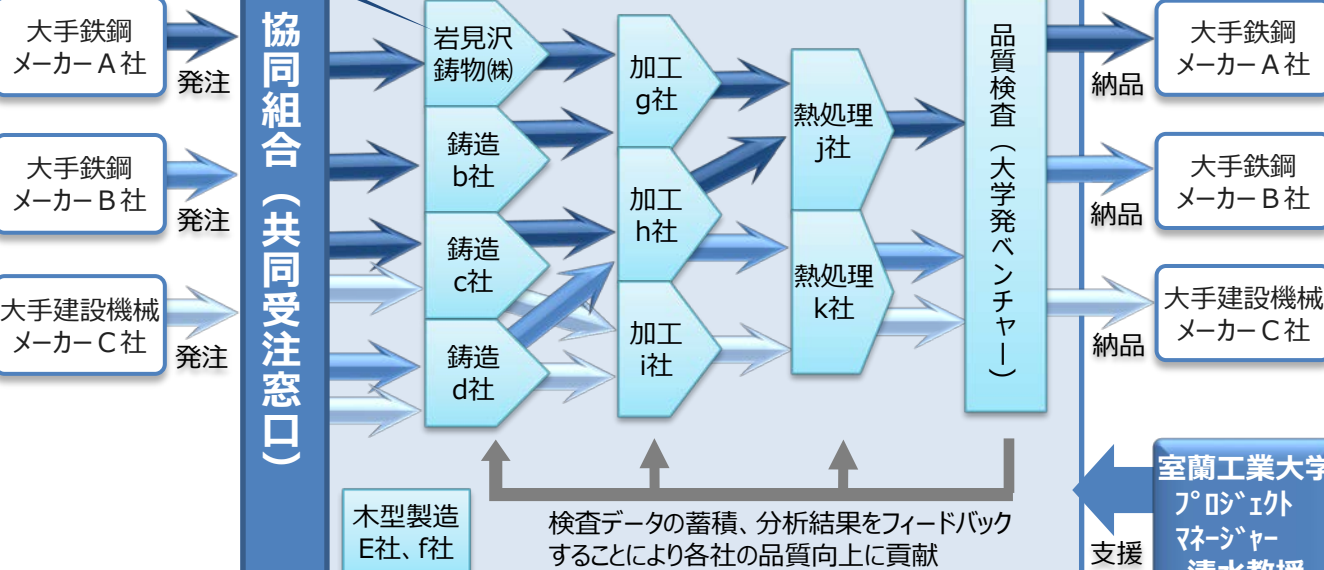 大手鉄鋼
メーカーＡ社
発注
大手鉄鋼
メーカーＢ社
発注
大手建設機械
メーカーＣ社
発注
協同組合（共同受注窓口）
岩見沢
鋳物㈱
鋳造
b社
鋳造
c社
鋳造
d社
加工
g社
加工
h社
加工
i社
熱処理
j社
熱処理
k社
品質検査（大学発ベンチャー）
納品
大手鉄鋼
メーカーＡ社
納品
大手鉄鋼
メーカーＢ社
納品
大手建設機械
メーカーＣ社
木型製造
E社、f社
検査データの蓄積、分析結果をフィードバック
することにより各社の品質向上に貢献
支援
室蘭工業大学
ﾌﾟﾛｼﾞｪｸﾄ
ﾏﾈｰｼﾞｬｰ
清水教授